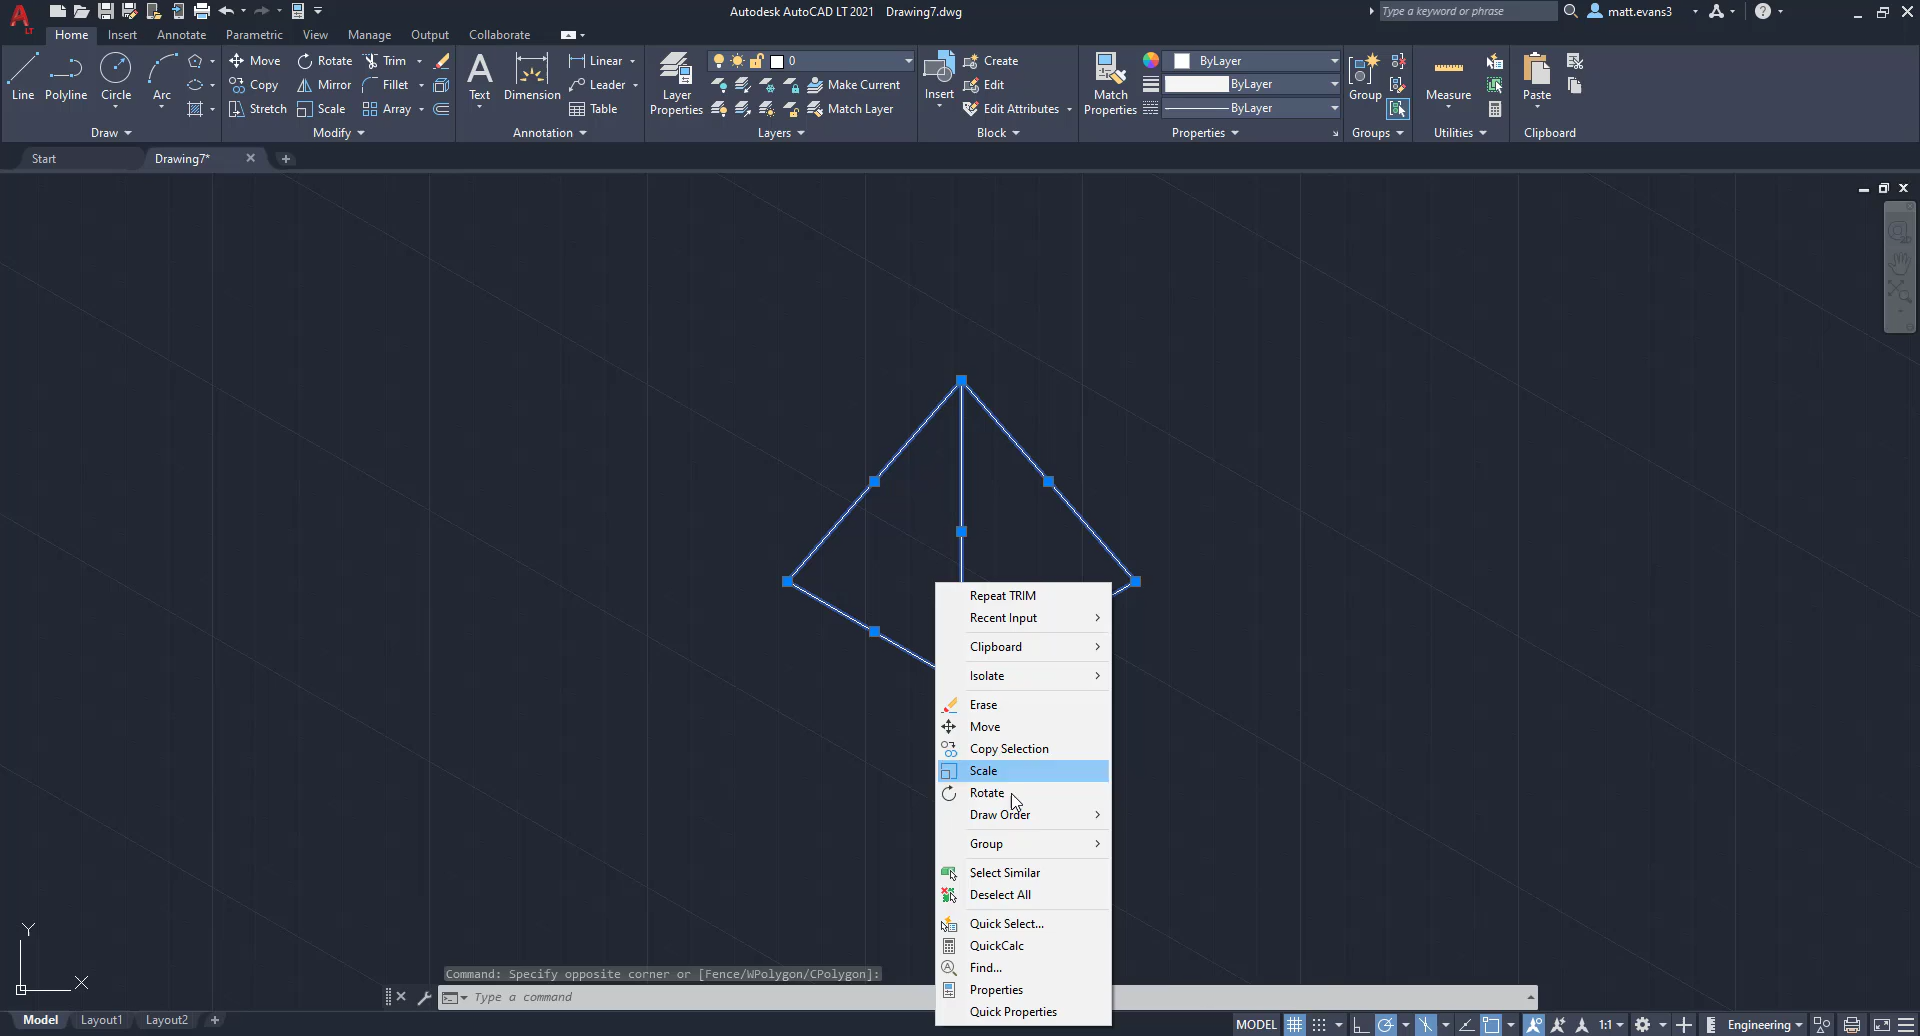 Autodesk AutoCAD LT 2021 Drawing7.dwg
Type a keyword or phrase
matt.evans3
Home Insert Annotate Parametric View Manage Output Collaborate
Line Polyline Circle Arc
Move Rotate Trim
Copy Mirror Fillet
Stretch Scale Array
Text Dimension
Linear
Leader
Table
Layer
Properties
0
Make Current
Match Layer
Insert
Create
Edit
Edit Attributes
Match
Properties
ByLayer
ByLayer
ByLayer
Group
Measure
Paste
Draw Modify Annotation Layers Block Properties Groups Utilities Clipboard
Start Drawing7*
Repeat TRIM
Recent Input
Clipboard
Isolate
Erase
Move
Copy Selection
Scale
Rotate
Draw Order
Group
Select Similar
Deselect All
Quick Select...
QuickCalc
Find...
Properties
Quick Properties
Y
X
Command: Specify opposite corner or [Fence/WPolygon/CPolygon]:
Type a command
Model Layout1 Layout2
MODEL 1:1 Engineering